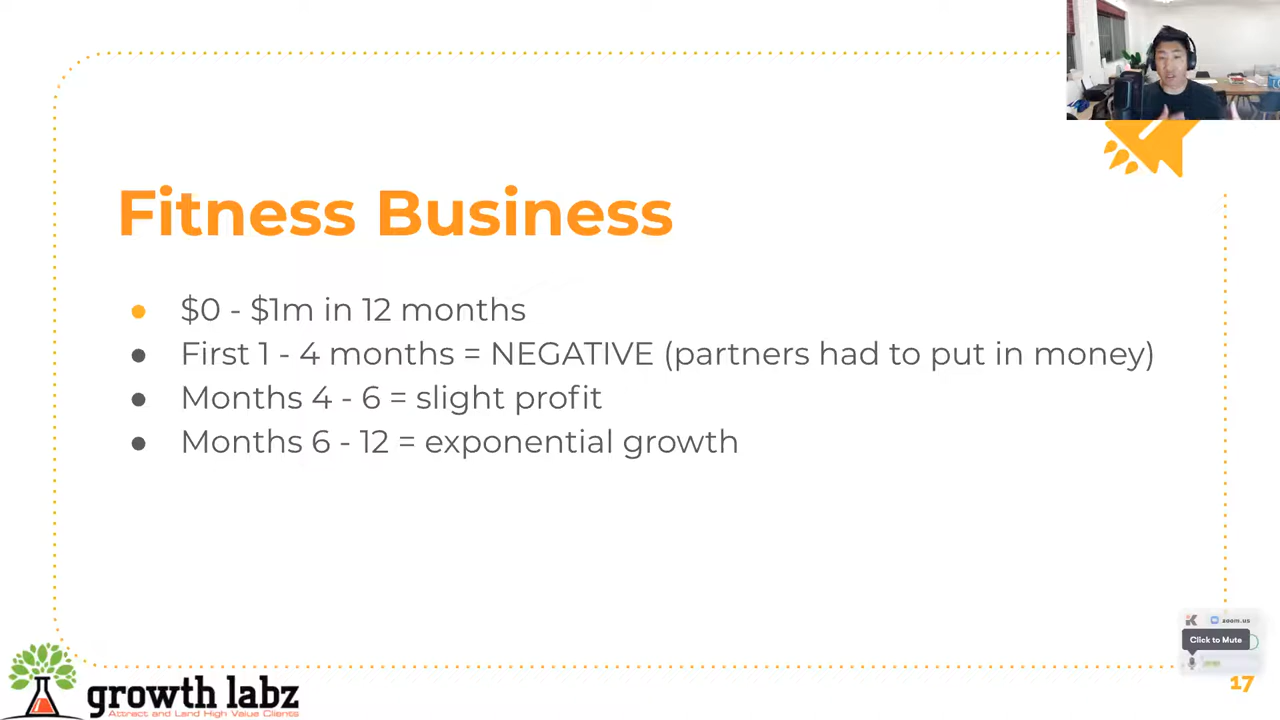 Fitness Business
● $0 - $1m in 12 months
● First 1 - 4 months = NEGATIVE (partners had to put in money)
● Months 4 - 6 = slight profit
● Months 6 - 12 = exponential growth
zoom.us
Click to Mute
17
growth labz
Attract and Land High Value Clients